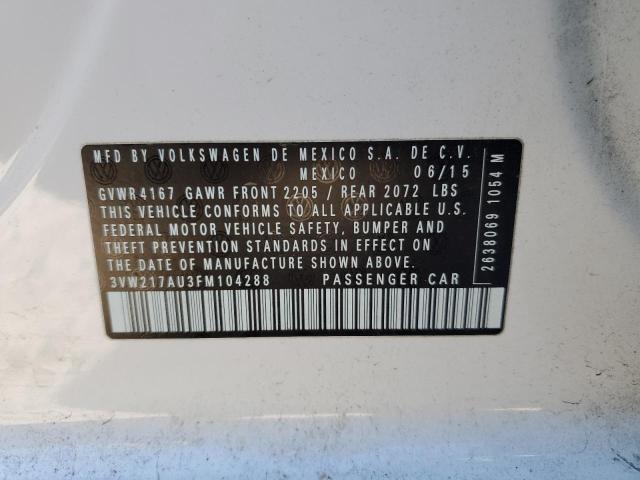 MFD BY VOLKSWAGEN DE MEXICO S.A. DE C.V.
MEXICO 06/15
GVWR 4167 GAWR FRONT 2205 / REAR 2072 LBS
THIS VEHICLE CONFORMS TO ALL APPLICABLE U.S.
FEDERAL MOTOR VEHICLE SAFETY, BUMPER AND
THEFT PREVENTION STANDARDS IN EFFECT ON
THE DATE OF MANUFACTURE SHOWN ABOVE.
3VW217AU3FM104288 PASSENGER CAR
2638069 1054 M